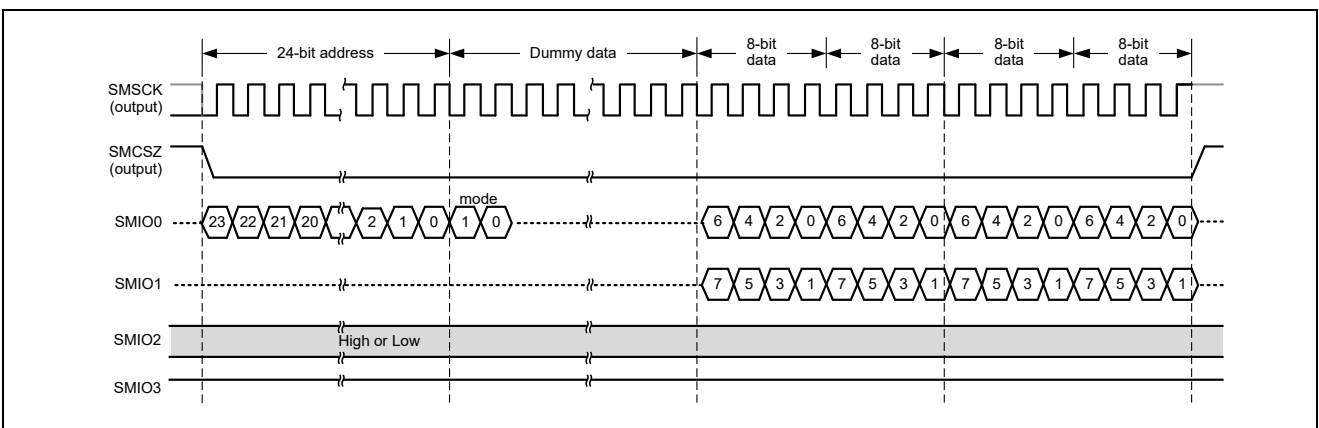 24-bit address Dummy data 8-bit data 8-bit data 8-bit data 8-bit data
SMSCK
(output)
SMCSZ
(output)
mode
SMIO0 23 22 21 20 2 1 0 1 0 6 4 2 0 6 4 2 0 6 4 2 0 6 4 2 0
SMIO1 7 5 3 1 7 5 3 1 7 5 3 1 7 5 3 1
SMIO2 High or Low
SMIO3